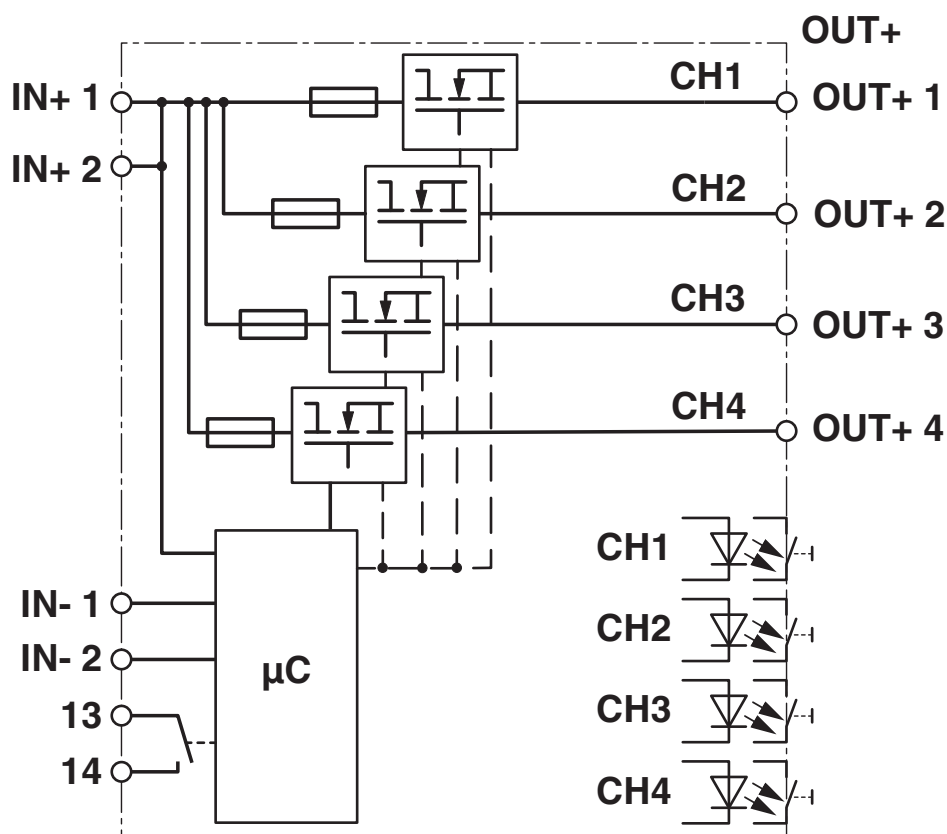 OUT+
IN+ 1
CH1
OUT+ 1
IN+ 2
CH2
OUT+ 2
CH3
OUT+ 3
CH4
OUT+ 4
CH1
IN- 1
CH2
IN- 2
µC
13
CH3
14
CH4